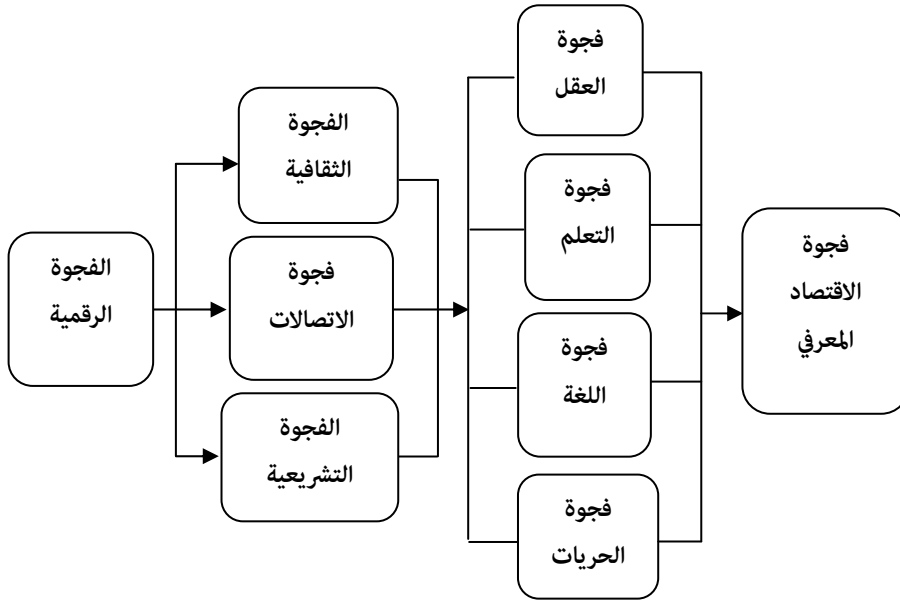 الفجوة
الرقمية
الفجوة
الثقافية
فجوة
الاتصالات
الفجوة
التشريعية
فجوة
العقل
فجوة
التعلم
فجوة
اللغة
فجوة
الحريات
فجوة
الاقتصاد
المعرفي